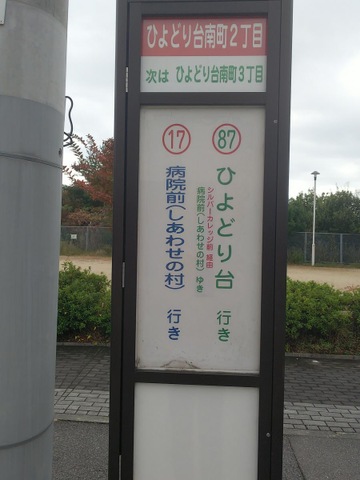 ひよどり台南町2丁目
次は ひよどり台南町3丁目
87
ひよどり台 行き
シルバーカレッジ前 経由
病院前(しあわせの村) ゆき
17
病院前(しあわせの村) 行き